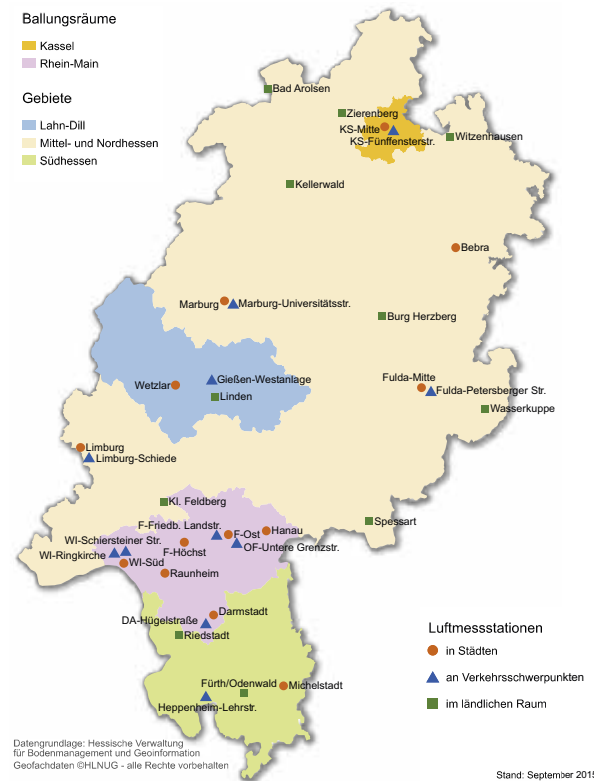 Ballungsräume
Kassel
Rhein-Main
Gebiete
Lahn-Dill
Mittel- und Nordhessen
Südhessen
Bad Arolsen
Zierenberg
KS-Mitte
KS-Fünffensterstr.
Witzenhausen
Kellerwald
Bebra
Marburg
Marburg-Universitätsstr.
Burg Herzberg
Gießen-Westanlage
Wetzlar
Linden
Fulda-Mitte
Fulda-Petersberger Str.
Wasserkuppe
Limburg
Limburg-Schiede
Kl. Feldberg
Spessart
F-Friedb. Landstr.
F-Ost
Hanau
WI-Schiersteiner Str.
F-Höchst
OF-Untere Grenzstr.
WI-Ringkirche
WI-Süd
Raunheim
Darmstadt
DA-Hügelstraße
Riedstadt
Fürth/Odenwald
Michelstadt
Heppenheim-Lehrstr.
Luftmessstationen
in Städten
an Verkehrsschwerpunkten
im ländlichen Raum
Datengrundlage: Hessische Verwaltung
für Bodenmanagement und Geoinformation
Geofachdaten ©HLNUG - alle Rechte vorbehalten
Stand: September 2015